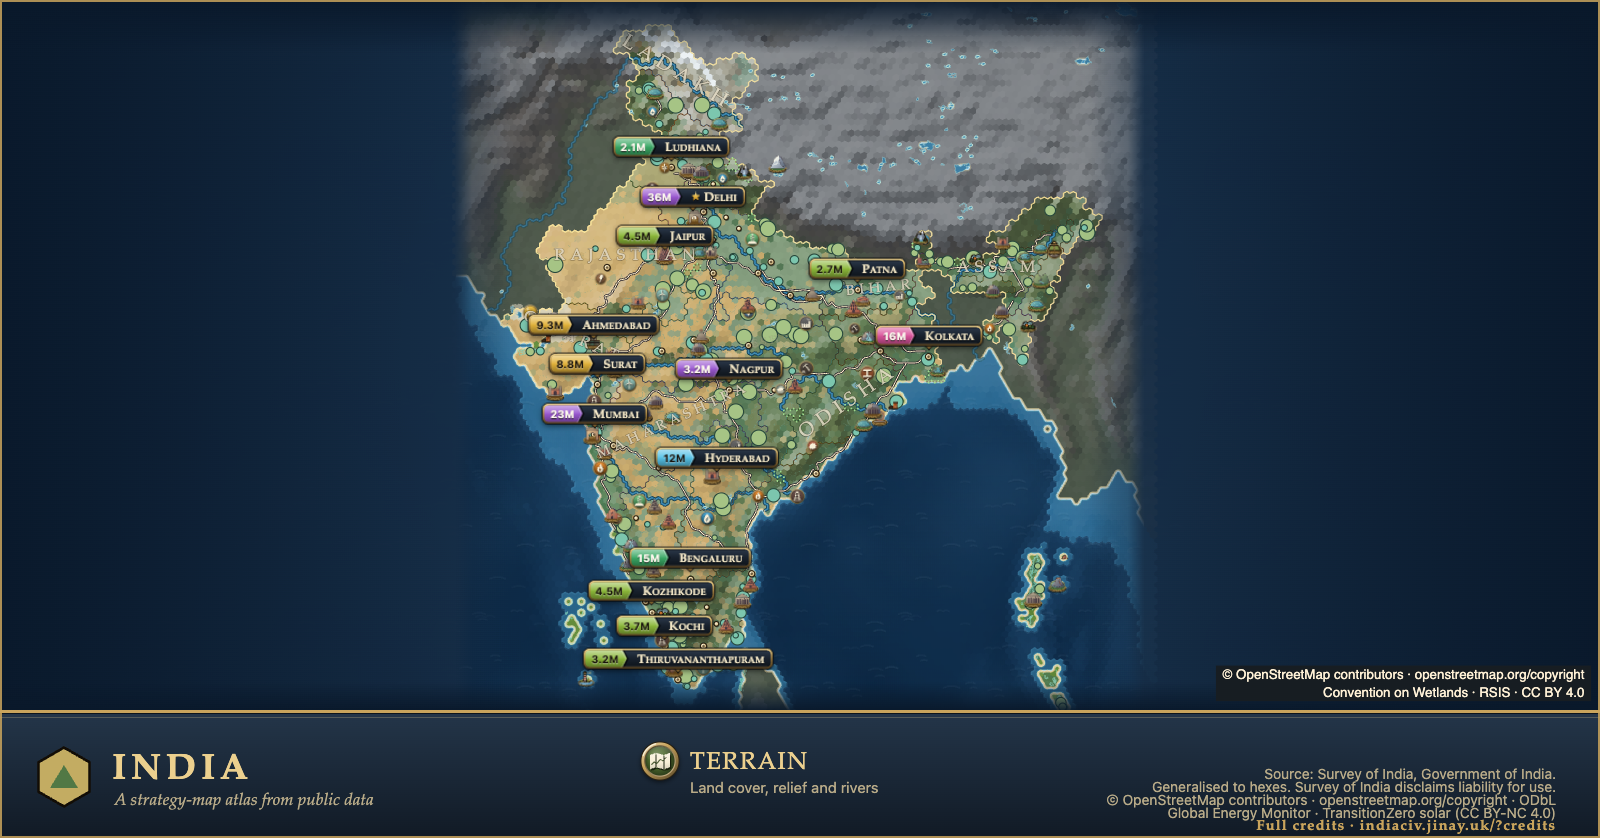 LADAKH
2.1M LUDHIANA
36M ★ DELHI
4.5M JAIPUR
RAJASTHAN
2.7M PATNA
ASSAM
BIHAR
9.3M AHMEDABAD
16M KOLKATA
8.8M SURAT
3.2M NAGPUR
ODISHA
23M MUMBAI
MAHARASHTRA
12M HYDERABAD
15M BENGALURU
4.5M KOZHIKODE
3.7M KOCHI
3.2M THIRUVANANTHAPURAM
© OpenStreetMap contributors · openstreetmap.org/copyright
Convention on Wetlands · RSIS · CC BY 4.0
INDIA
A strategy-map atlas from public data
TERRAIN
Land cover, relief and rivers
Source: Survey of India, Government of India.
Generalised to hexes. Survey of India disclaims liability for use.
© OpenStreetMap contributors · openstreetmap.org/copyright · ODbL
Global Energy Monitor · TransitionZero solar (CC BY-NC 4.0)
Full credits · indiaciv.jinay.uk/?credits